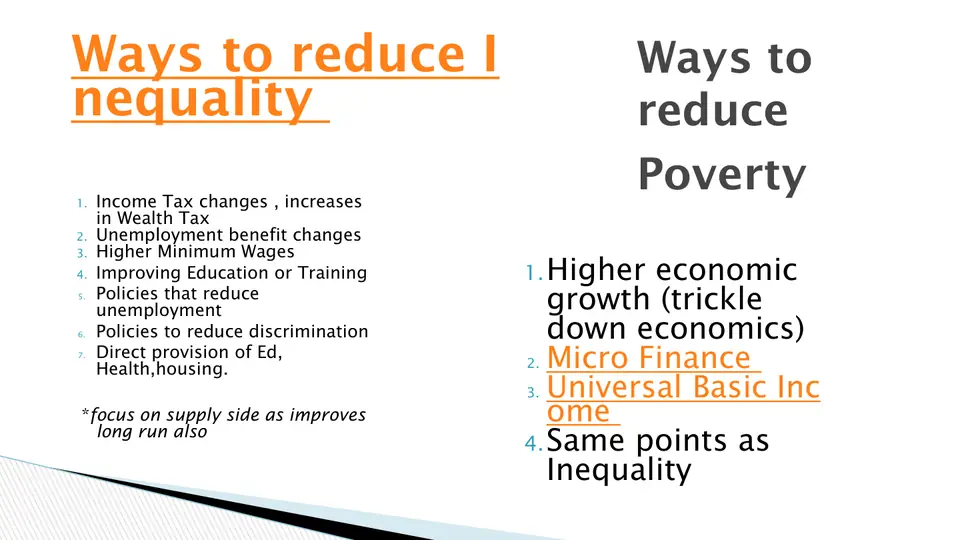 Ways to reduce I
nequality
1. Income Tax changes , increases
in Wealth Tax
2. Unemployment benefit changes
3. Higher Minimum Wages
4. Improving Education or Training
5. Policies that reduce
unemployment
6. Policies to reduce discrimination
7. Direct provision of Ed,
Health,housing.
*focus on supply side as improves
long run also
Ways to
reduce
Poverty
1. Higher economic
growth (trickle
down economics)
2. Micro Finance
3. Universal Basic Inc
ome
4. Same points as
Inequality